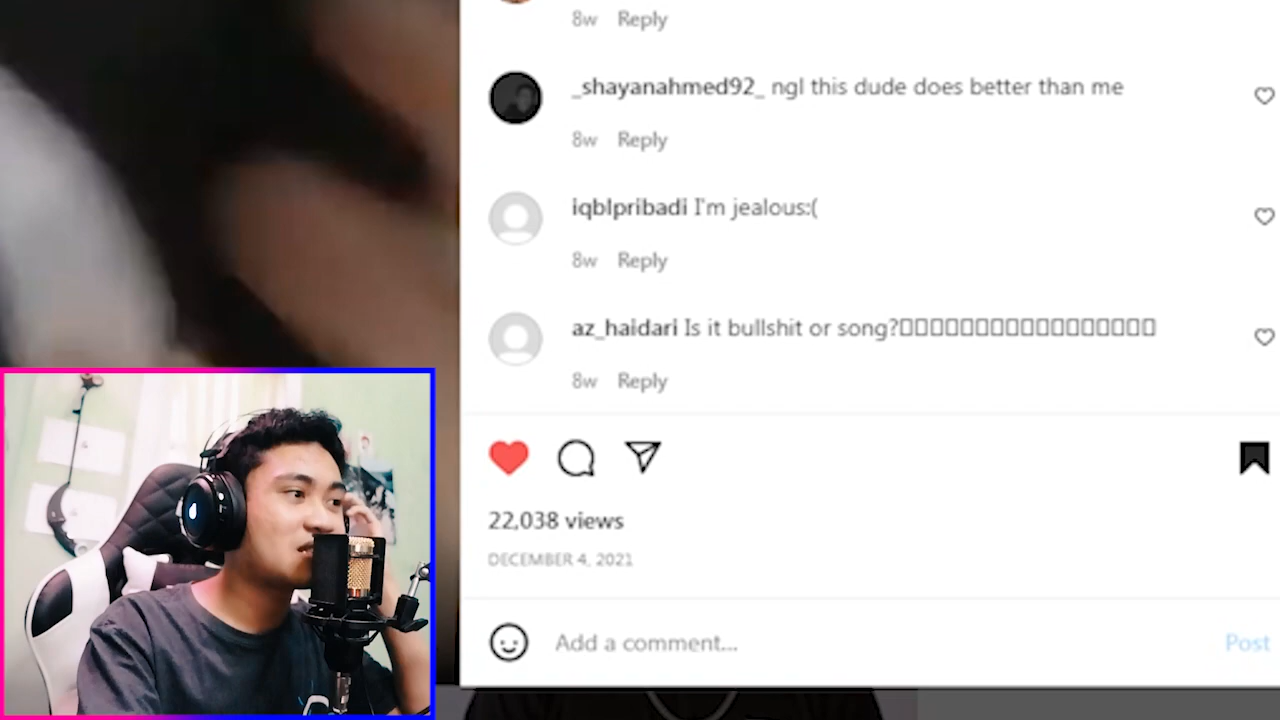 8w Reply
_shayanahmed92_ ngl this dude does better than me
8w Reply
iqblpribadi I'm jealous:(
8w Reply
az_haidari Is it bullshit or song?▯▯▯▯▯▯▯▯▯▯▯▯▯▯▯▯▯
8w Reply
22,038 views
DECEMBER 4, 2021
Add a comment... Post